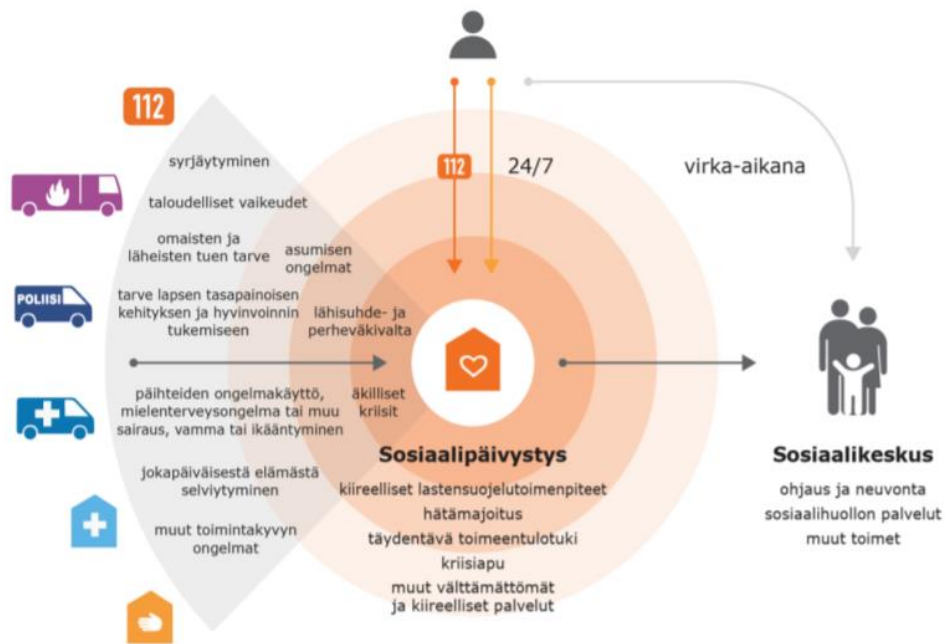 112
syrjäytyminen
taloudelliset vaikeudet
omaisten ja
läheisten tuen tarve
asumisen
ongelmat
POLIISI
tarve lapsen tasapainoisen
kehityksen ja hyvinvoinnin
tukemiseen
lähisuhde- ja
perheväkivalta
päihteiden ongelmakäyttö,
mielenterveysongelma tai muu
sairaus, vamma tai ikääntyminen
äkilliset
kriisit
jokapäiväisestä elämästä
selviytyminen
muut toimintakyvyn
ongelmat
112
24/7
virka-aikana
Sosiaalipäivystys
kiireelliset lastensuojelutoimenpiteet
hätämajoitus
täydentävä toimeentulotuki
kriisiapu
muut välttämättömät
ja kiireelliset palvelut
Sosiaalikeskus
ohjaus ja neuvonta
sosiaalihuollon palvelut
muut toimet